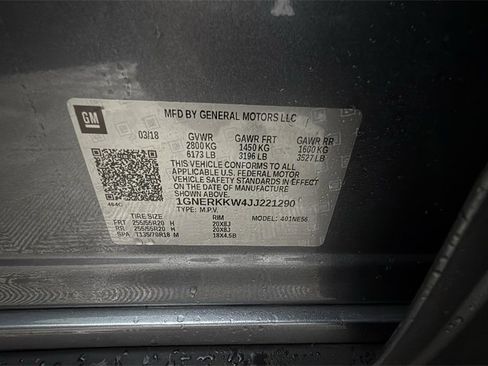 GM
MFD BY GENERAL MOTORS LLC
03/18 GVWR GAWR FRT GAWR RR
2800 KG 1450 KG 1600 KG
6173 LB 3196 LB 3527 LB
THIS VEHICLE CONFORMS TO ALL
APPLICABLE U.S. FEDERAL MOTOR
VEHICLE SAFETY STANDARDS IN EFFECT
ON THE DATE OF MANUFACTURE
SHOWN ABOVE.
1GNERKKW4JJ221290
TYPE: M.P.V. MODEL: 401NE56
TIRE SIZE RIM
FRT 255/55R20 H 20X8J
RR 255/55R20 H 20X8J
SPA T135/70R18 M 18X4.5B